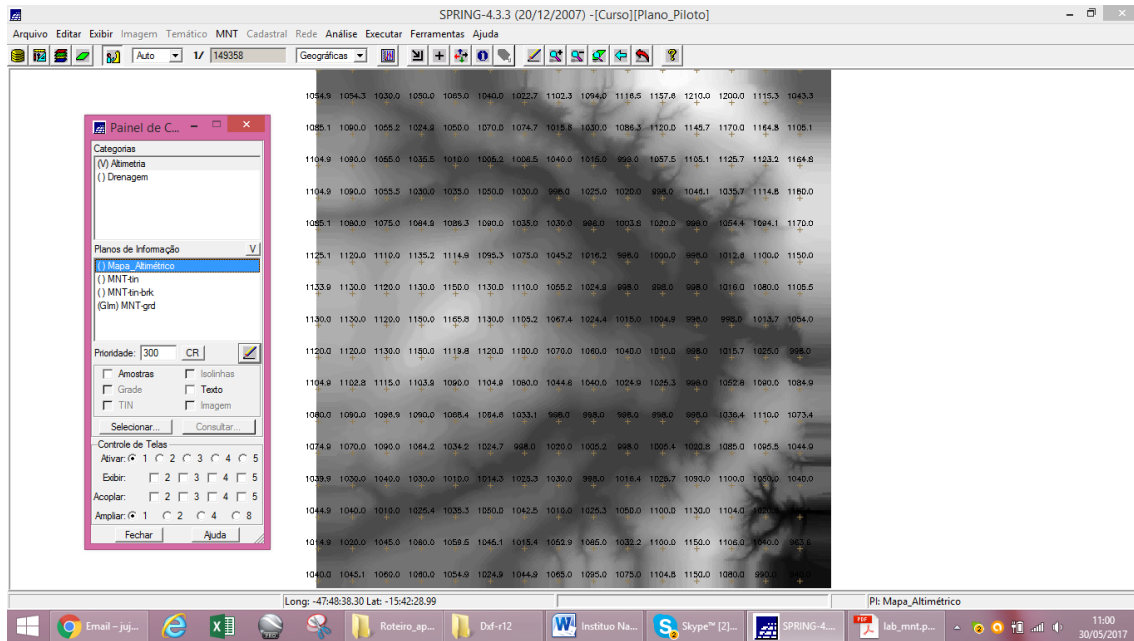 SPRING-4.3.3 (20/12/2007) -[Curso][Plano_Piloto]
Arquivo Editar Exibir Imagem Temático MNT Cadastral Rede Análise Executar Ferramentas Ajuda
Auto 1/ 149358 Geográficas
Painel de C...
Categorias
(V) Altimetria
() Drenagem
Planos de Informação V
() Mapa_Altimétrico
() MNT-tin
() MNT-tin-brk
(Glm) MNT-grd
Prioridade: 300 CR
Amostras Isolinhas
Grade Texto
TIN Imagem
Selecionar... Consultar...
Controle de Telas
Ativar: 1 2 3 4 5
Exibir: 2 3 4 5
Acoplar: 2 3 4 5
Ampliar: 1 2 4 8
Fechar Ajuda
1054.9 1054.3 1030.0 1050.0 1065.0 1040.0 1022.7 1102.3 1094.0 1116.5 1157.8 1210.0 1200.0 1115.3 1043.3
1085.1 1090.0 1055.2 1024.9 1050.0 1070.0 1074.7 1015.8 1030.0 1086.3 1120.0 1145.7 1170.0 1164.8 1105.1
1104.9 1090.0 1065.0 1035.5 1010.0 1005.2 1006.5 1040.0 1015.0 998.0 1057.5 1105.1 1125.7 1123.2 1164.8
1104.9 1090.0 1055.5 1030.0 1035.0 1050.0 1030.0 998.0 1025.0 1020.0 998.0 1046.1 1035.7 1114.8 1180.0
1085.1 1080.0 1075.0 1084.9 1086.3 1090.0 1035.0 1030.0 998.0 1003.8 1020.0 998.0 1054.4 1094.1 1170.0
1125.1 1120.0 1110.0 1135.2 1114.9 1095.3 1075.0 1045.2 1016.2 998.0 1000.0 998.0 1012.8 1100.0 1150.0
1133.9 1130.0 1120.0 1130.0 1150.0 1130.0 1110.0 1055.2 1024.9 998.0 998.0 998.0 1016.0 1080.0 1105.5
1130.0 1130.0 1120.0 1150.0 1165.8 1130.0 1105.2 1067.4 1024.4 1015.0 1004.9 998.0 998.0 1013.7 1054.0
1120.0 1120.0 1130.0 1150.0 1119.8 1120.0 1100.0 1070.0 1060.0 1040.0 1010.0 998.0 1015.7 1025.0 998.0
1104.9 1102.8 1115.0 1103.9 1090.0 1104.9 1080.0 1044.6 1040.0 1024.9 1025.3 998.0 1052.8 1090.0 1084.9
1080.0 1090.0 1098.9 1090.0 1068.4 1064.8 1033.1 998.0 998.0 998.0 998.0 998.0 1036.4 1110.0 1073.4
1074.9 1070.0 1090.0 1064.2 1034.2 1024.7 998.0 1020.0 1005.2 998.0 1005.4 1020.8 1085.0 1095.5 1044.9
1039.9 1030.0 1040.0 1030.0 1010.0 1014.3 1025.3 1030.0 998.0 1016.4 1025.7 1090.0 1100.0 1050.0 1040.0
1044.9 1040.0 1010.0 1025.4 1035.3 1050.0 1042.5 1010.0 1025.3 1050.0 1100.0 1130.0 1104.0
1014.9 1020.0 1045.0 1060.0 1059.5 1046.1 1015.4 1052.9 1065.0 1032.2 1100.0 1150.0 1106.0 1040.0
1040.0 1045.1 1060.0 1060.0 1054.9 1024.9 1044.9 1065.0 1095.0 1075.0 1104.8 1150.0 1080.0 990.0
Long: -47:48:38.30 Lat: -15:42:28.99
PI: Mapa_Altimétrico
Email – juj...
Roteiro_ap...
Dxf-r12
Instituo Na...
Skype™ [2]...
SPRING-4....
lab_mnt.p...
11:00
30/05/2017